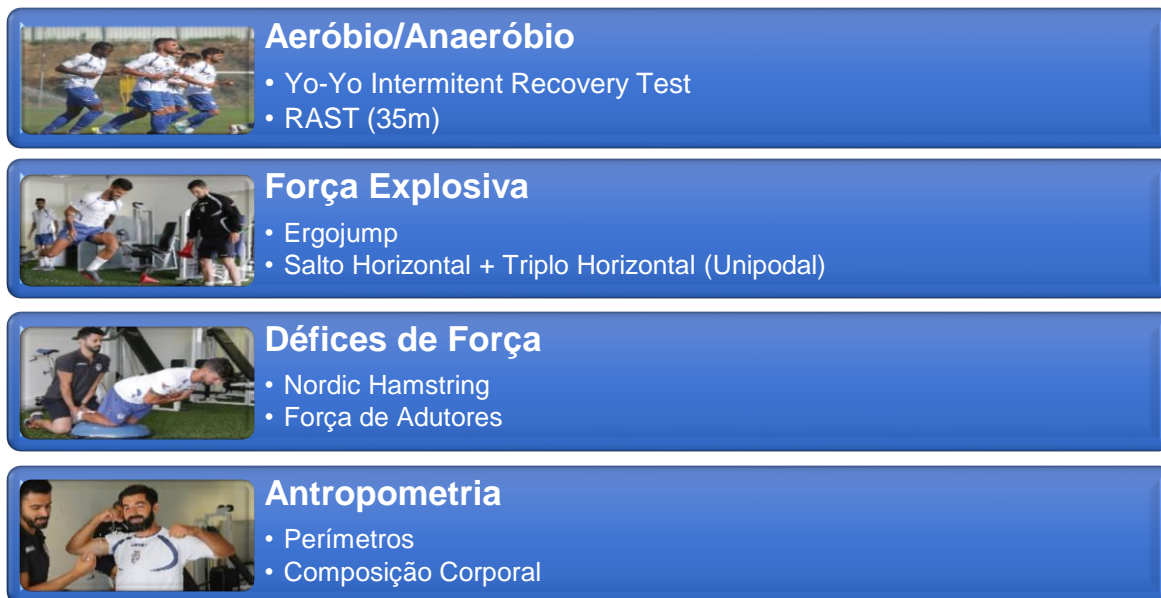 Aeróbio/Anaeróbio
• Yo-Yo Intermitent Recovery Test
• RAST (35m)
Força Explosiva
• Ergojump
• Salto Horizontal + Triplo Horizontal (Unipodal)
Défices de Força
• Nordic Hamstring
• Força de Adutores
Antropometria
• Perímetros
• Composição Corporal